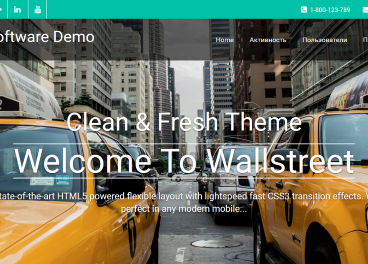 1-800-123-789
oftware Demo
Home Активность Пользователи
Clean & Fresh Theme
Welcome To Wallstreet
tate-of-the-art HTML5 powered flexible layout with lightspeed fast CSS3 transition effects.
perfect in any modern mobile...